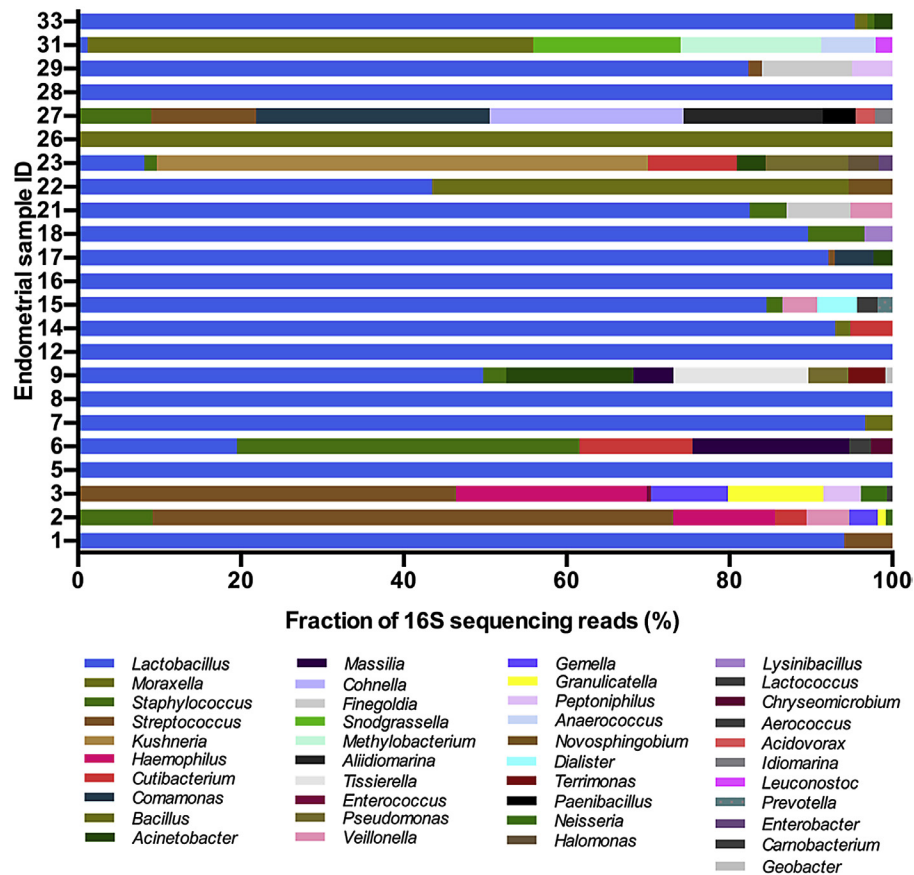 Endometrial sample ID
33
31
29
28
27
26
23
22
21
18
17
16
15
14
12
9
8
7
6
5
3
2
1
0 20 40 60 80 100
Fraction of 16S sequencing reads (%)
Lactobacillus
Moraxella
Staphylococcus
Streptococcus
Kushneria
Haemophilus
Cutibacterium
Comamonas
Bacillus
Acinetobacter
Massilia
Cohnella
Finegoldia
Snodgrassella
Methylobacterium
Aliidiomarina
Tissierella
Enterococcus
Pseudomonas
Veillonella
Gemella
Granulicatella
Peptoniphilus
Anaerococcus
Novosphingobium
Dialister
Terrimonas
Paenibacillus
Neisseria
Halomonas
Lysinibacillus
Lactococcus
Chryseomicrobium
Aerococcus
Acidovorax
Idiomarina
Leuconostoc
Prevotella
Enterobacter
Carnobacterium
Geobacter